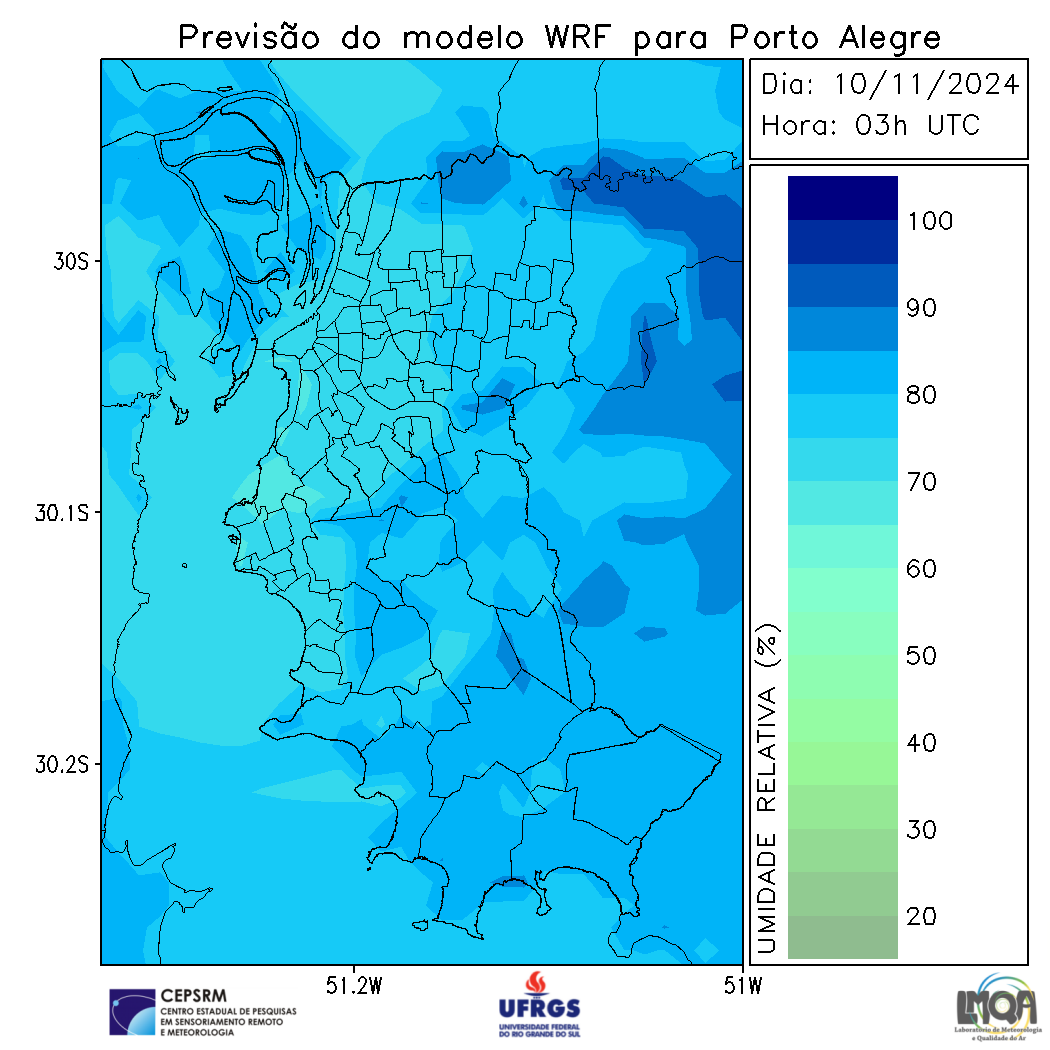 Previsão do modelo WRF para Porto Alegre
Dia: 10/11/2024
Hora: 03h UTC
30S
30.1S
30.2S
51.2W
51W
100
90
80
70
60
50
40
30
20
UMIDADE RELATIVA (%)
CEPSRM
CENTRO ESTADUAL DE PESQUISAS
EM SENSORIAMENTO REMOTO
E METEOROLOGIA
UFRGS
UNIVERSIDADE FEDERAL
DO RIO GRANDE DO SUL
LMQA
Laboratório de Meteorologia
e Qualidade do Ar